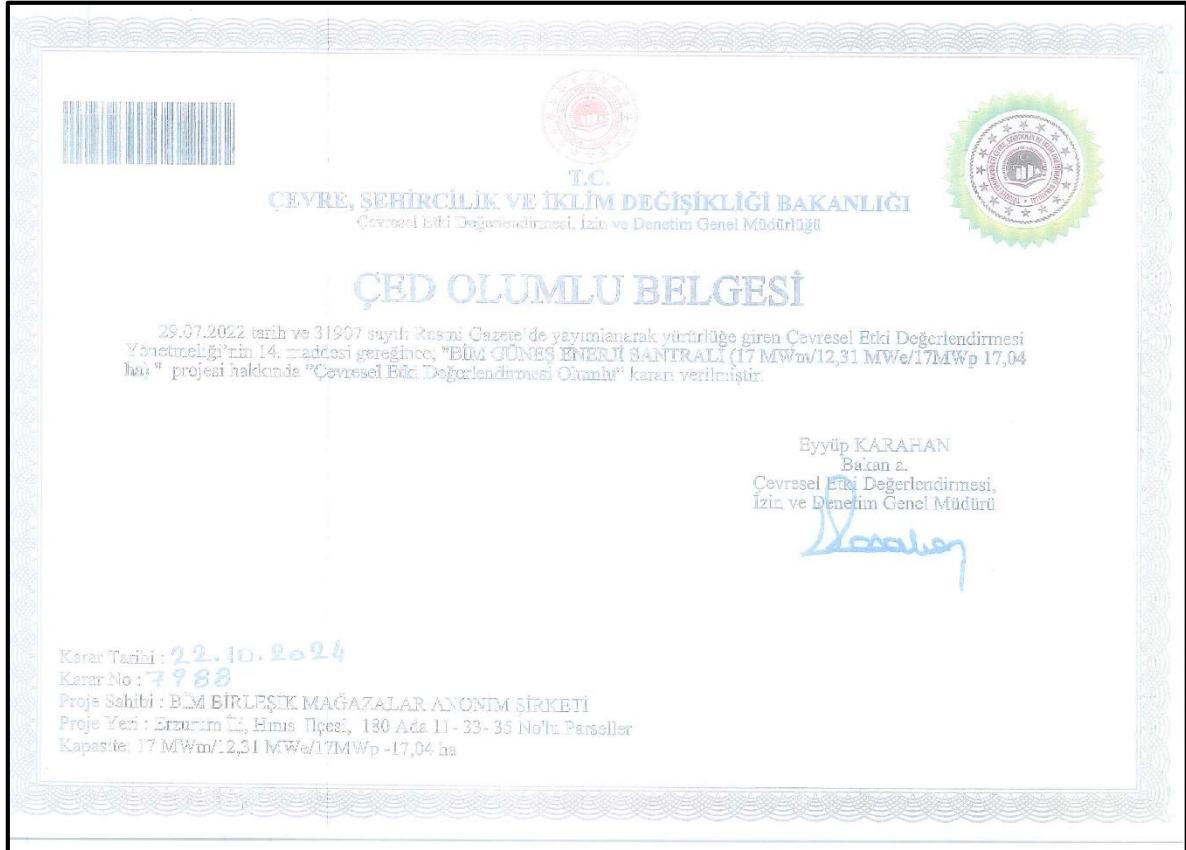 T.C.
ÇEVRE, ŞEHİRCİLİK VE İKLİM DEĞİŞİKLİĞİ BAKANLIĞI
Çevresel Etki Değerlendirmesi, İzin ve Denetim Genel Müdürlüğü
ÇED OLUMLU BELGESİ
29.07.2022 tarih ve 31907 sayılı Resmi Gazete'de yayımlanarak yürürlüğe giren Çevresel Etki Değerlendirmesi
Yönetmeliği'nin 14. maddesi gereğince, "BİM GÜNEŞ ENERJİ SANTRALİ (17 MWm/12,31 MWe/17MWp 17,04
ha) " projesi hakkında "Çevresel Etki Değerlendirmesi Olumlu" kararı verilmiştir.
Eyyüp KARAHAN
Bakan a.
Çevresel Etki Değerlendirmesi,
İzin ve Denetim Genel Müdürü
Karar Tarihi : 22.10.2024
Karar No : 7988
Proje Sahibi : BİM BİRLEŞİK MAĞAZALAR ANONİM ŞİRKETİ
Proje Yeri : Erzurum İli, Hınıs İlçesi, 180 Ada 11- 33- 35 No'lu Parseller
Kapasite: 17 MWm/12,31 MWe/17MWp -17,04 ha